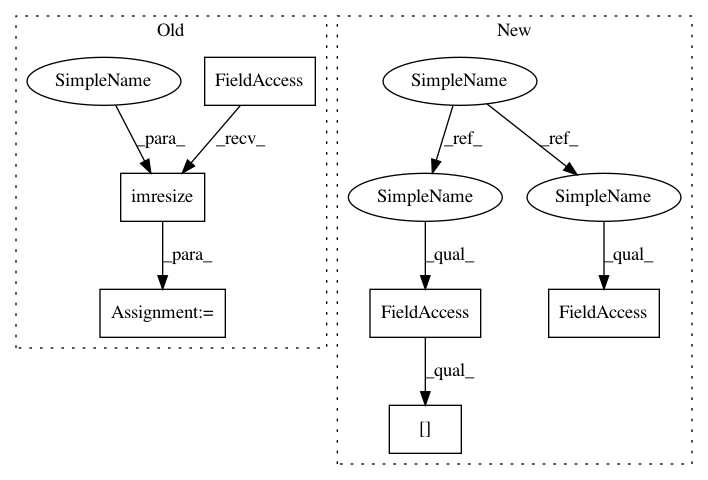 Old
New
SimpleName
FieldAccess
SimpleName
_para_
_recv_
_ref_
_ref_
imresize
SimpleName
SimpleName
_para_
_qual_
_qual_
Assignment:=
FieldAccess
FieldAccess
_qual_
[]